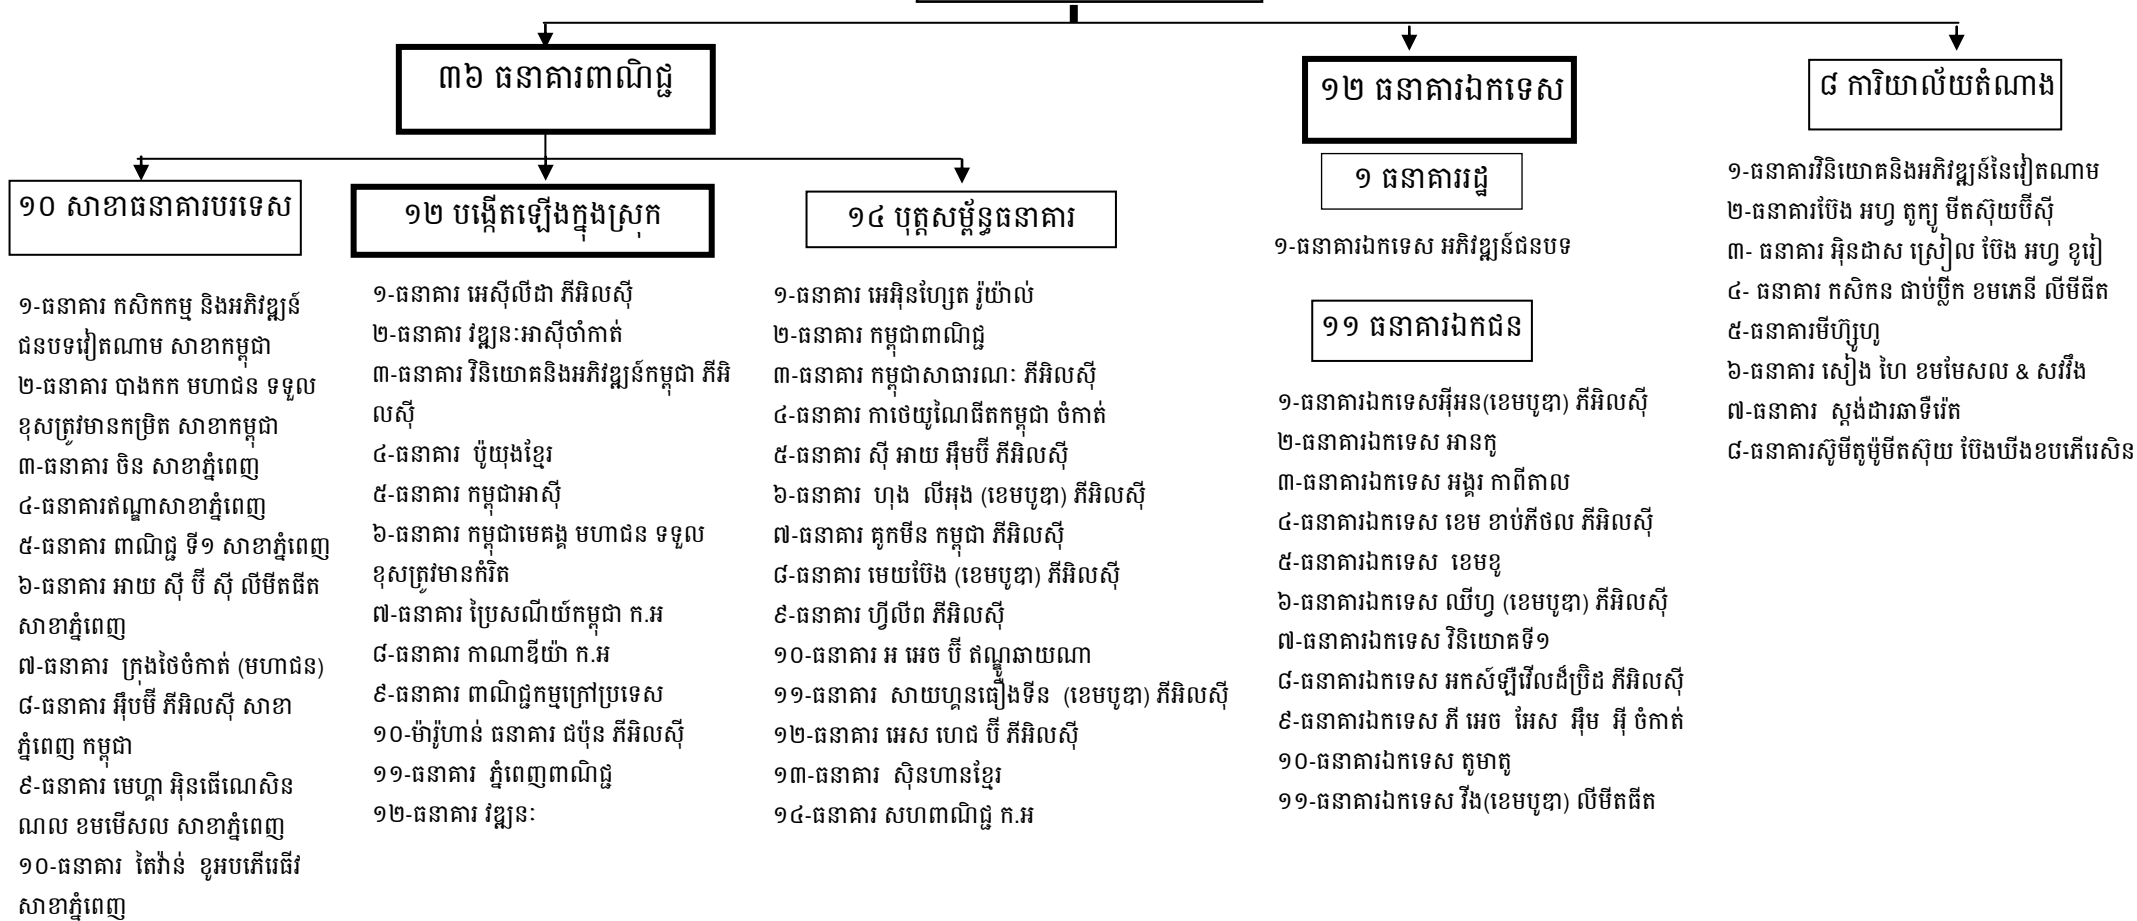 ៣៦ ធនាគារពាណិជ្ជ
១២ ធនាគារឯកទេស
៨ ការិយាល័យតំណាង
១០ សាខាធនាគារបរទេស
១-ធនាគារ កសិកកម្ម និងអភិវឌ្ឍន៍
ជនបទវៀតណាម សាខាកម្ពុជា
២-ធនាគារ បាងកក មហាជន ទទួល
ខុសត្រូវមានកម្រិត សាខាកម្ពុជា
៣-ធនាគារ ចិន សាខាភ្នំពេញ
៤-ធនាគារឥណ្ឌាសាខាភ្នំពេញ
៥-ធនាគារ ពាណិជ្ជ ទី១ សាខាភ្នំពេញ
៦-ធនាគារ អាយ ស៊ី ប៊ី ស៊ី លីមីតធីត
សាខាភ្នំពេញ
៧-ធនាគារ ក្រុងថៃចំកាត់ (មហាជន)
៨-ធនាគារ អ៊ឹបមី ភីអិលស៊ី សាខា
ភ្នំពេញ កម្ពុជា
៩-ធនាគារ មេហ្គា អ៊ិនធើណេសិន
ណល ខមមើសល សាខាភ្នំពេញ
១០-ធនាគារ តៃវ៉ាន់ ខូអបភើរេធីវ
សាខាភ្នំពេញ
១២ បង្កើតឡើងក្នុងស្រុក
១-ធនាគារ អេស៊ីលីដា ភីអិលស៊ី
២-ធនាគារ វឌ្ឍនៈអាស៊ីចាំកាត់
៣-ធនាគារ វិនិយោគនិងអភិវឌ្ឍន៍កម្ពុជា ភីអិ
លស៊ី
៤-ធនាគារ ប៉ូយុងខ្មែរ
៥-ធនាគារ កម្ពុជាអាស៊ី
៦-ធនាគារ កម្ពុជាមេគង្គ មហាជន ទទួល
ខុសត្រូវមានកំរិត
៧-ធនាគារ ប្រៃសណីយ៍កម្ពុជា ក.អ
៨-ធនាគារ កាណាឌីយ៉ា ក.អ
៩-ធនាគារ ពាណិជ្ជកម្មក្រៅប្រទេស
១០-ម៉ារ៉ូហាន់ ធនាគារ ជប៉ុន ភីអិលស៊ី
១១-ធនាគារ ភ្នំពេញពាណិជ្ជ
១២-ធនាគារ វឌ្ឍនៈ
១៤ បុត្តសម្ព័ន្ធធនាគារ
១-ធនាគារ អេអ៊ិនហ្សែត រ៉ូយ៉ាល់
២-ធនាគារ កម្ពុជាពាណិជ្ជ
៣-ធនាគារ កម្ពុជាសាធារណៈ ភីអិលស៊ី
៤-ធនាគារ កាថេយូណៃធីតកម្ពុជា ចំកាត់
៥-ធនាគារ ស៊ី អាយ អ៊ឹមប៊ី ភីអិលស៊ី
៦-ធនាគារ ហុង លីអុង (ខេមបូឌា) ភីអិលស៊ី
៧-ធនាគារ គូកមីន កម្ពុជា ភីអិលស៊ី
៨-ធនាគារ មេយប៊ែង (ខេមបូឌា) ភីអិលស៊ី
៩-ធនាគារ ហ្វីលីព ភីអិលស៊ី
១០-ធនាគារ អ អេច ប៊ី ឥណ្ឌូឆាយណា
១១-ធនាគារ សាយហ្គនធឿងទីន (ខេមបូឌា) ភីអិលស៊ី
១២-ធនាគារ អេស ហេជ ប៊ី ភីអិលស៊ី
១៣-ធនាគារ ស៊ិនហានខ្មែរ
១៤-ធនាគារ សហពាណិជ្ជ ក.អ
១ ធនាគាររដ្ឋ
១-ធនាគារឯកទេស អភិវឌ្ឍន៍ជនបទ
១១ ធនាគារឯកជន
១-ធនាគារឯកទេសអ៊ីអន(ខេមបូឌា) ភីអិលស៊ី
២-ធនាគារឯកទេស អានកូ
៣-ធនាគារឯកទេស អង្គរ កាពីតាល
៤-ធនាគារឯកទេស ខេម ខាប់ភីថល ភីអិលស៊ី
៥-ធនាគារឯកទេស ខេមខូ
៦-ធនាគារឯកទេស ឈីហ្វ (ខេមបូឌា) ភីអិលស៊ី
៧-ធនាគារឯកទេស វិនិយោគទី១
៨-ធនាគារឯកទេស អកស៍ឡឺវើលដ៏ប្រ៊ិដ ភីអិលស៊ី
៩-ធនាគារឯកទេស ភី អេច អែស អ៊ឹម អ៊ី ចំកាត់
១០-ធនាគារឯកទេស តូមាតូ
១១-ធនាគារឯកទេស វីង(ខេមបូឌា) លីមីតធីត
១-ធនាគារវិនិយោគនិងអភិវឌ្ឍន៍នៃវៀតណាម
២-ធនាគារប៊ែង អហ្វ តូក្យូ មីតស៊ុយប៊ីស៊ី
៣- ធនាគារ អ៊ិនដាស ស្រៀល ប៊ែង អហ្វ ខូរៀ
៤- ធនាគារ កសិកន ជាប់ប្លឹក ខមភេនី លីមីធីត
៥-ធនាគារមីហ៊្សូហូ
៦-ធនាគារ សៀង ហៃ ខមមែសល & សវវីង
៧-ធនាគារ ស្តង់ដារឆាទឺរ៉េត
៨-ធនាគារស៊ូមីតូម៉ូមីតស៊ុយ ប៊ែងឃីងខបភើរេសិន